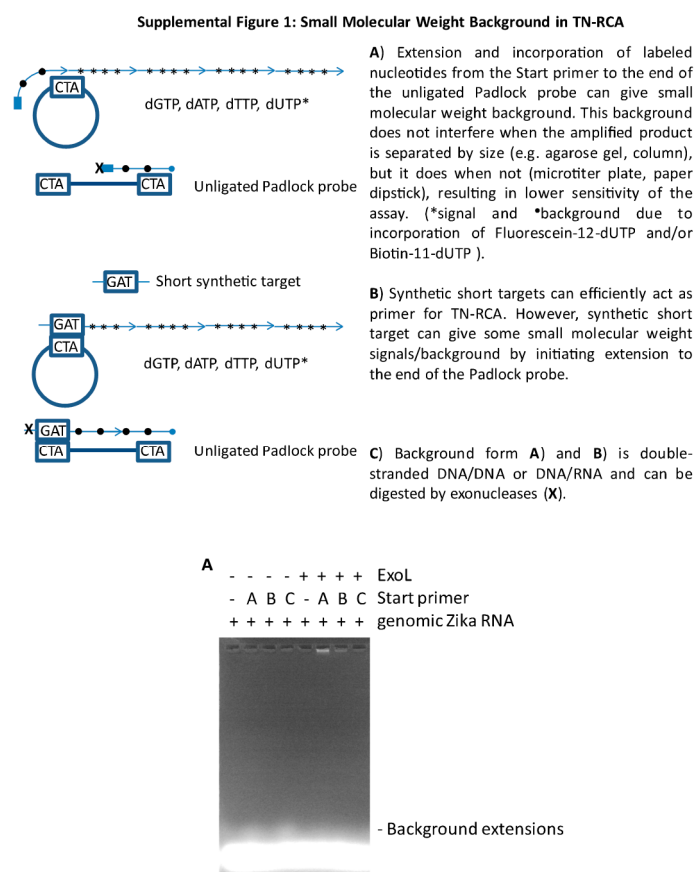 Supplemental Figure 1: Small Molecular Weight Background in TN-RCA
CTA
dGTP, dATP, dTTP, dUTP*
X
CTA CTA Unligated Padlock probe
GAT Short synthetic target
GAT
CTA
dGTP, dATP, dTTP, dUTP*
X GAT
CTA CTA Unligated Padlock probe
A) Extension and incorporation of labeled
nucleotides from the Start primer to the end of
the unligated Padlock probe can give small
molecular weight background. This background
does not interfere when the amplified product
is separated by size (e.g. agarose gel, column),
but it does when not (microtiter plate, paper
dipstick), resulting in lower sensitivity of the
assay. (*signal and •background due to
incorporation of Fluorescein-12-dUTP and/or
Biotin-11-dUTP ).
B) Synthetic short targets can efficiently act as
primer for TN-RCA. However, synthetic short
target can give some small molecular weight
signals/background by initiating extension to
the end of the Padlock probe.
C) Background form A) and B) is double-
stranded DNA/DNA or DNA/RNA and can be
digested by exonucleases (X).
A
- - - - + + + + ExoL
- A B C - A B C Start primer
+ + + + + + + + genomic Zika RNA
- Background extensions